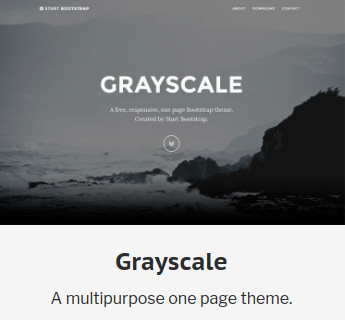 START BOOTSTRAP
ABOUT DOWNLOAD CONTACT
GRAYSCALE
A free, responsive, one page Bootstrap theme.
Created by Start Bootstrap.
Grayscale
A multipurpose one page theme.